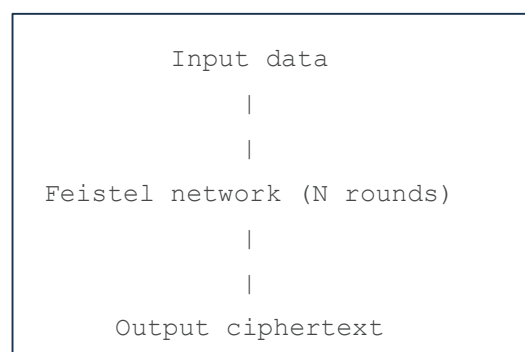 Input data
|
|
Feistel network (N rounds)
|
|
Output ciphertext